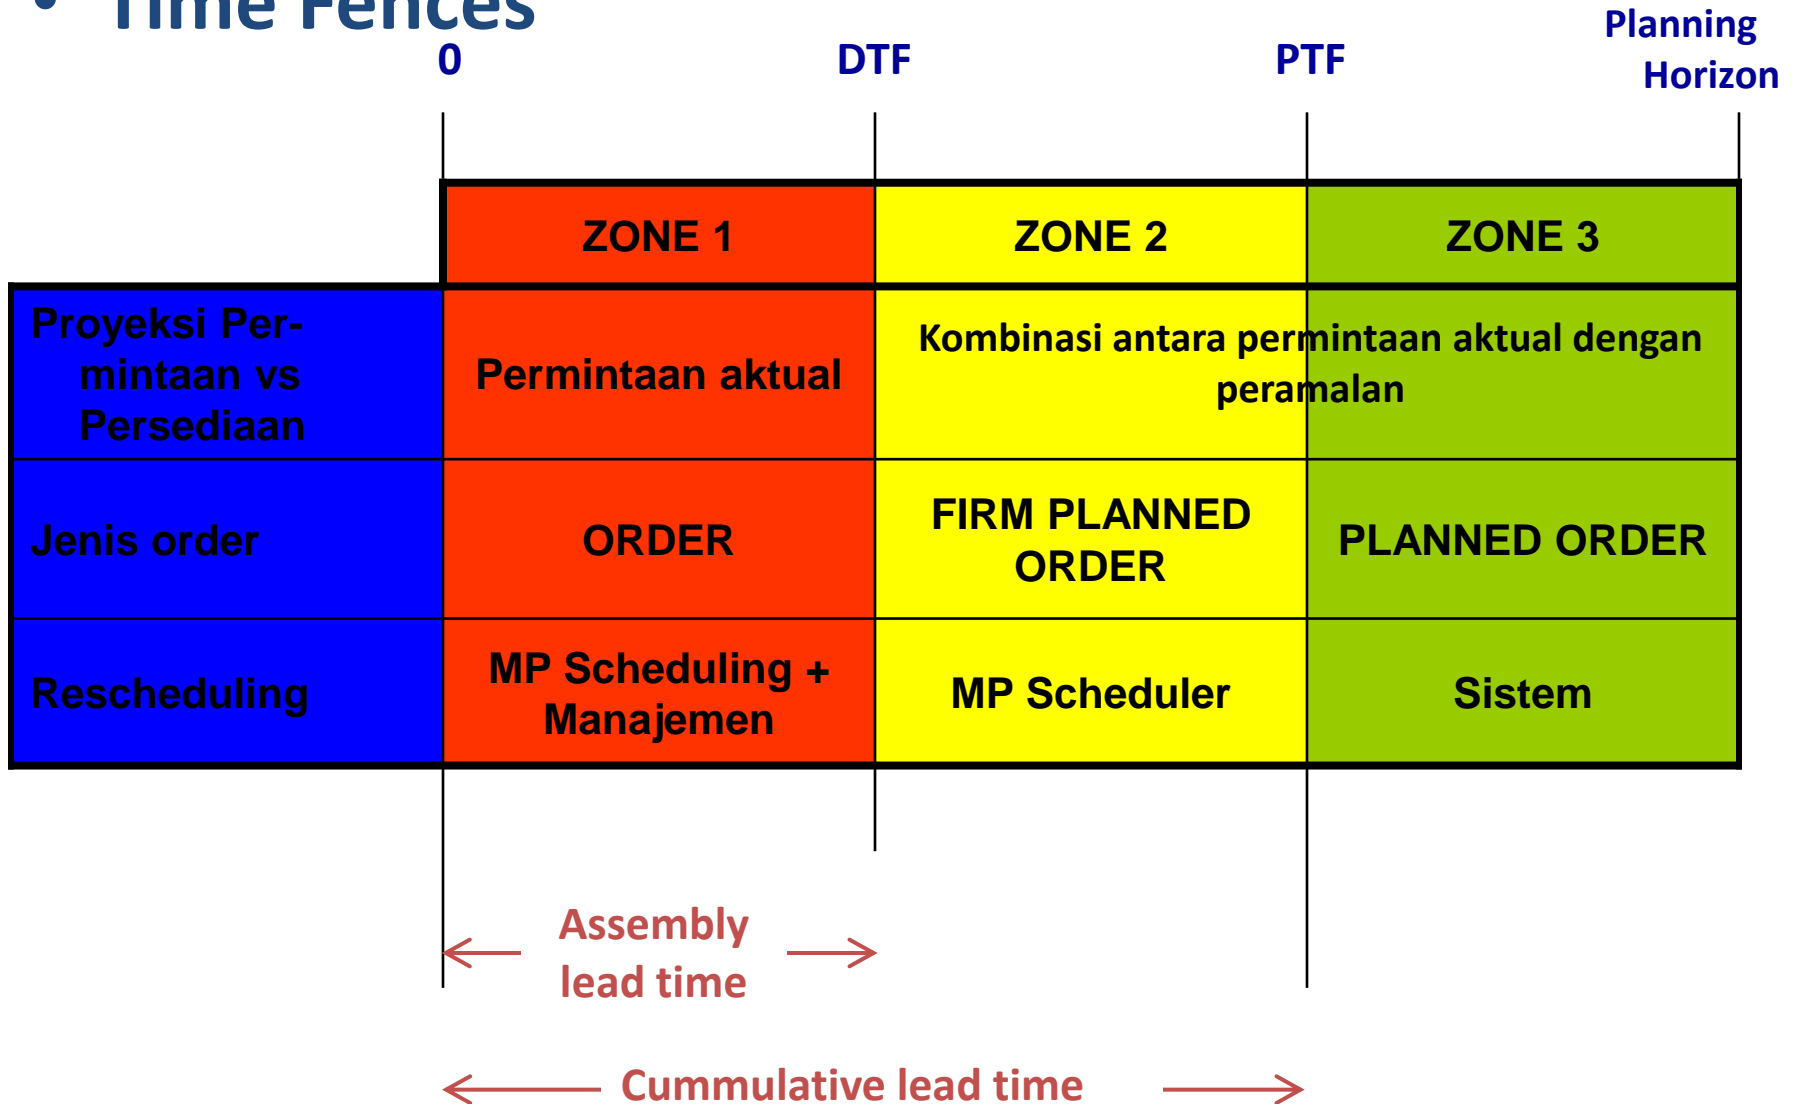 • Time Fences
0 DTF PTF Planning
Horizon
ZONE 1 ZONE 2 ZONE 3
Proyeksi Per-
mintaan vs
Persediaan
Permintaan aktual
Kombinasi antara permintaan aktual dengan
peramalan
Jenis order
ORDER
FIRM PLANNED
ORDER
PLANNED ORDER
Rescheduling
MP Scheduling +
Manajemen
MP Scheduler
Sistem
Assembly
lead time
Cummulative lead time